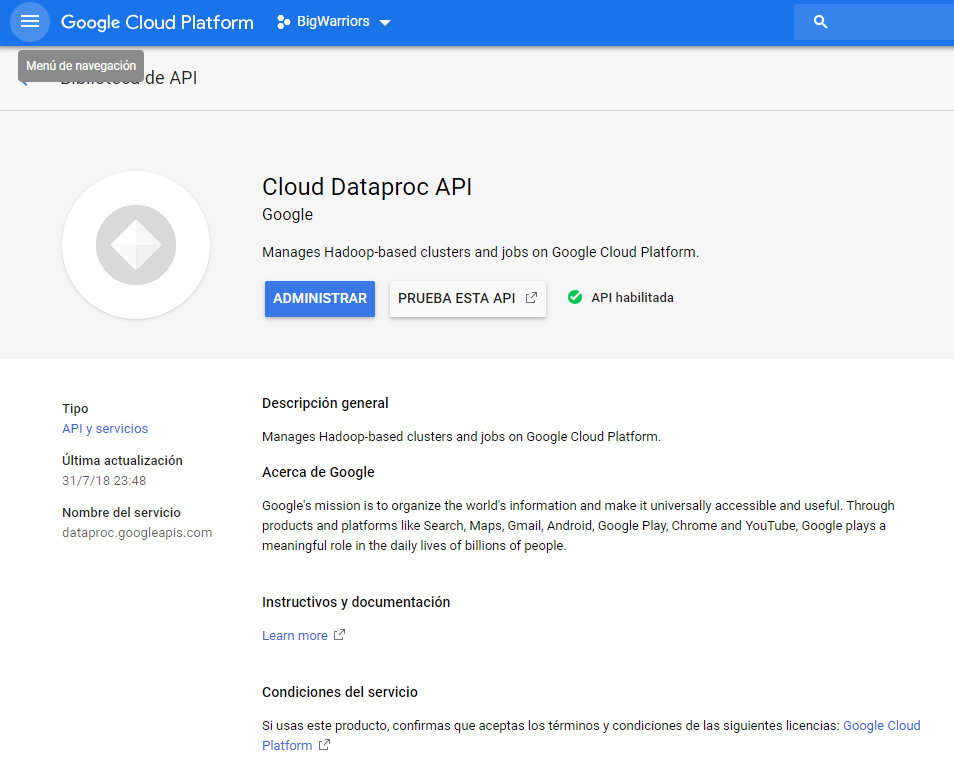 Google Cloud Platform BigWarriors
Menú de navegación
Biblioteca de API
Cloud Dataproc API
Google
Manages Hadoop-based clusters and jobs on Google Cloud Platform.
ADMINISTRAR PRUEBA ESTA API API habilitada
Tipo
API y servicios
Última actualización
31/7/18 23:48
Nombre del servicio
dataproc.googleapis.com
Descripción general
Manages Hadoop-based clusters and jobs on Google Cloud Platform.
Acerca de Google
Google's mission is to organize the world's information and make it universally accessible and useful. Through
products and platforms like Search, Maps, Gmail, Android, Google Play, Chrome and YouTube, Google plays a
meaningful role in the daily lives of billions of people.
Instructivos y documentación
Learn more
Condiciones del servicio
Si usas este producto, confirmas que aceptas los términos y condiciones de las siguientes licencias: Google Cloud
Platform